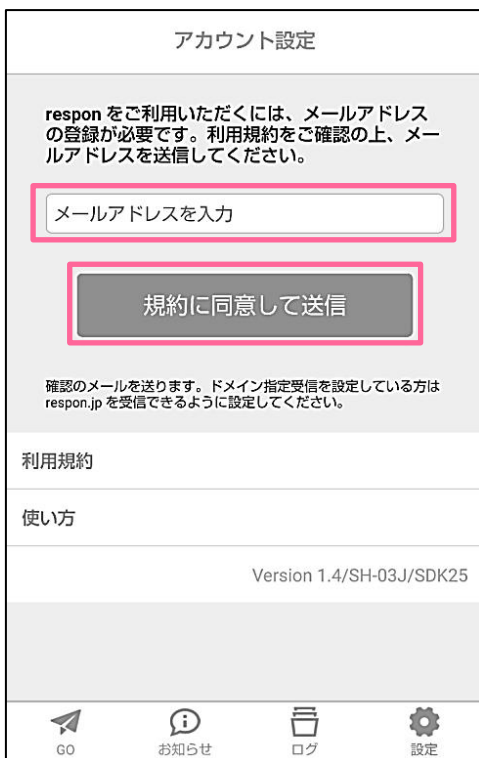 アカウント設定
respon をご利用いただくには、メールアドレス
の登録が必要です。利用規約をご確認の上、メー
ルアドレスを送信してください。
メールアドレスを入力
規約に同意して送信
確認のメールを送ります。ドメイン指定受信を設定している方は
respon.jp を受信できるように設定してください。
利用規約
使い方
Version 1.4/SH-03J/SDK25
GO お知らせ ログ 設定